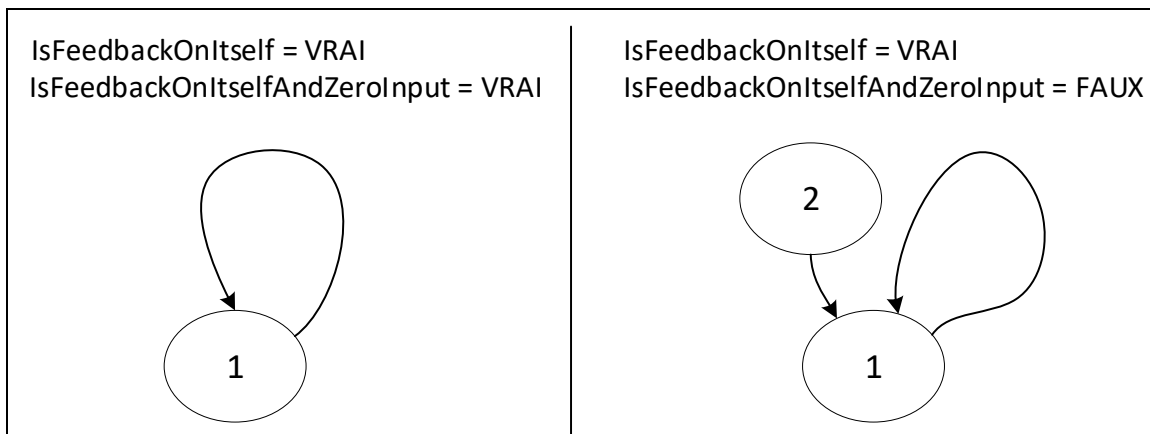 IsFeedbackOnItself = VRAI
IsFeedbackOnItselfAndZeroInput = VRAI
1
IsFeedbackOnItself = VRAI
IsFeedbackOnItselfAndZeroInput = FAUX
2
1